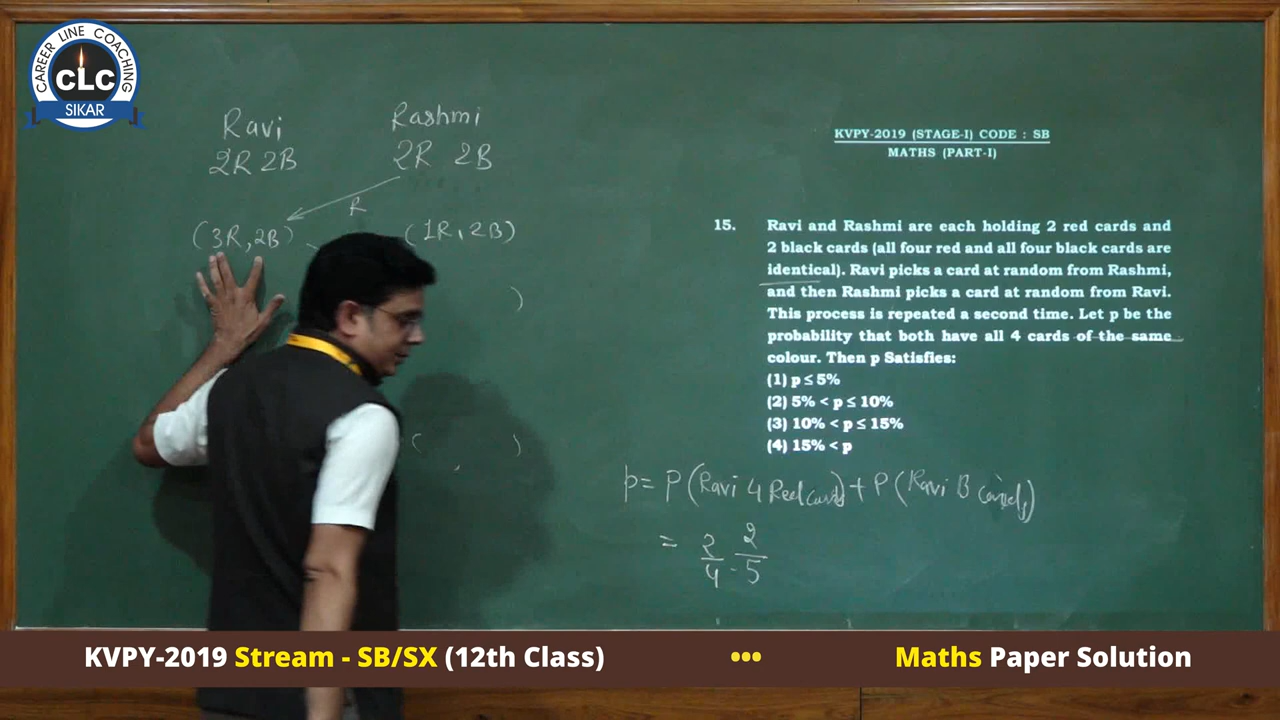 CAREER LINE COACHING
CLC
SIKAR
Ravi
Rashmi
2R 2B
2R 2B
R
(3R, 2B)
(1R, 2B)
)
( , )
KVPY-2019 (STAGE-I) CODE : SB
MATHS (PART-I)
15. Ravi and Rashmi are each holding 2 red cards and
2 black cards (all four red and all four black cards are
identical). Ravi picks a card at random from Rashmi,
and then Rashmi picks a card at random from Ravi.
This process is repeated a second time. Let p be the
probability that both have all 4 cards of the same
colour. Then p Satisfies:
(1) p ≤ 5%
(2) 5% < p ≤ 10%
(3) 10% < p ≤ 15%
(4) 15% < p
p = P (Ravi 4 Red cards) + P (Ravi B cards)
= 2/4 . 2/5
KVPY-2019 Stream - SB/SX (12th Class) ••• Maths Paper Solution